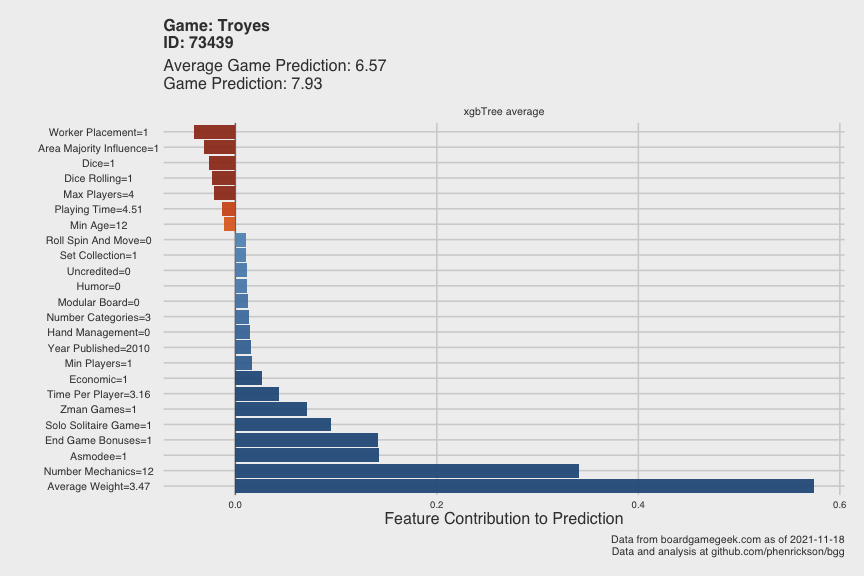 Game: Troyes
ID: 73439
Average Game Prediction: 6.57
Game Prediction: 7.93
xgbTree average
Worker Placement=1
Area Majority Influence=1
Dice=1
Dice Rolling=1
Max Players=4
Playing Time=4.51
Min Age=12
Roll Spin And Move=0
Set Collection=1
Uncredited=0
Humor=0
Modular Board=0
Number Categories=3
Hand Management=0
Year Published=2010
Min Players=1
Economic=1
Time Per Player=3.16
Zman Games=1
Solo Solitaire Game=1
End Game Bonuses=1
Asmodee=1
Number Mechanics=12
Average Weight=3.47
0.0 0.2 0.4 0.6
Feature Contribution to Prediction
Data from boardgamegeek.com as of 2021-11-18
Data and analysis at github.com/phenrickson/bgg